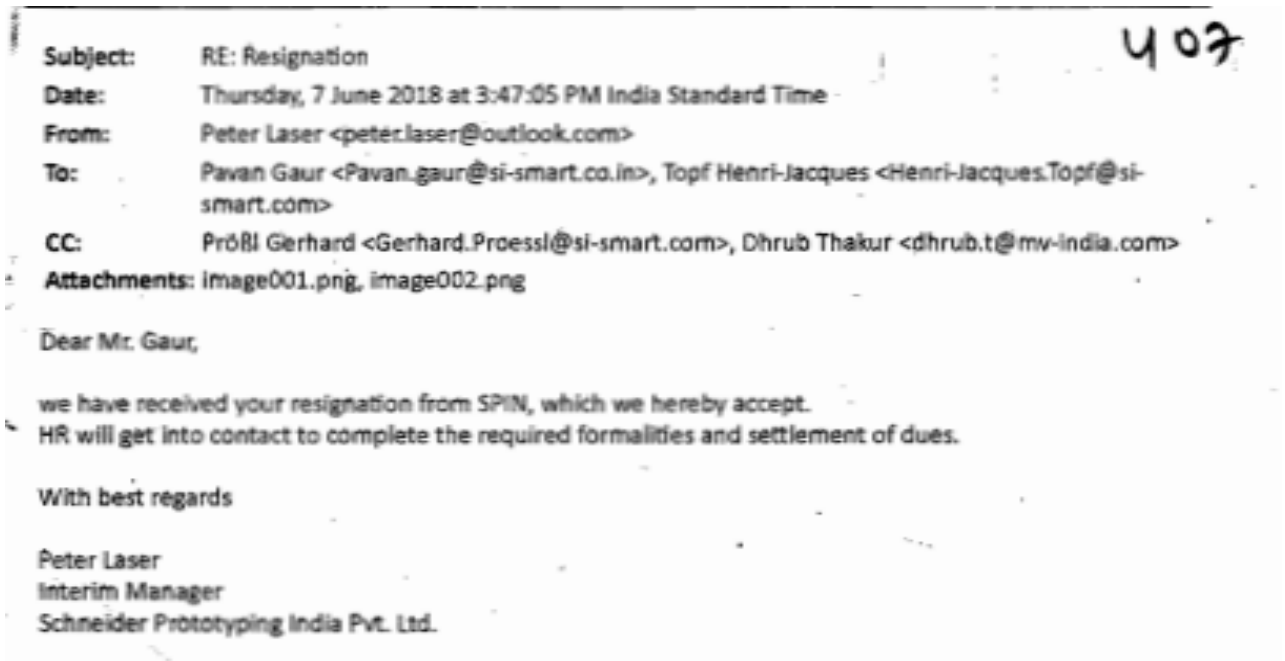 407
Subject: RE: Resignation
Date: Thursday, 7 June 2018 at 3:47:05 PM India Standard Time
From: Peter Laser <peter.laser@outlook.com>
To: Pavan Gaur <Pavan.gaur@si-smart.co.in>, Topf Henri-Jacques <Henri-Jacques.Topf@si-
smart.com>
CC: Prößl Gerhard <Gerhard.Proessl@si-smart.com>, Dhrub Thakur <dhrub.t@mv-india.com>
Attachments: image001.png, image002.png
Dear Mr. Gaur,
we have received your resignation from SPIN, which we hereby accept.
HR will get into contact to complete the required formalities and settlement of dues.
With best regards
Peter Laser
Interim Manager
Schneider Prototyping India Pvt. Ltd.